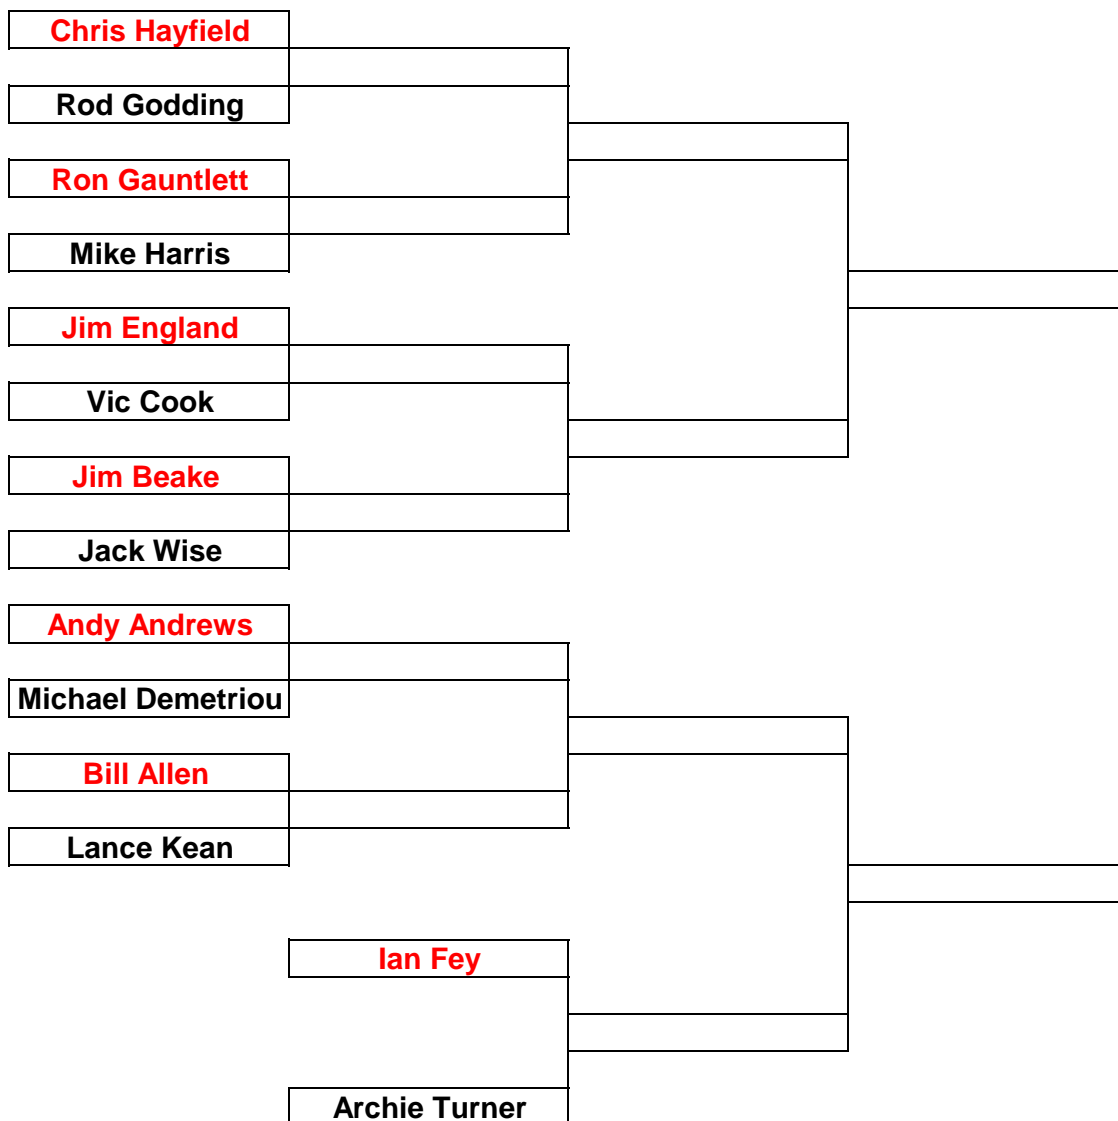 Chris Hayfield
Rod Godding
Ron Gauntlett
Mike Harris
Jim England
Vic Cook
Jim Beake
Jack Wise
Andy Andrews
Michael Demetriou
Bill Allen
Lance Kean
Ian Fey
Archie Turner